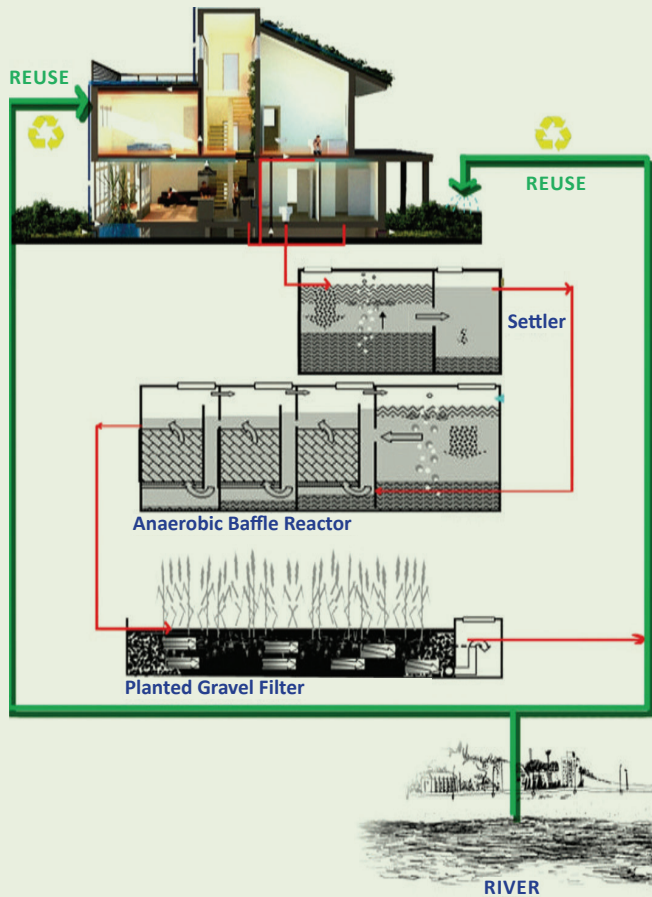 REUSE
REUSE
Settler
Anaerobic Baffle Reactor
Planted Gravel Filter
RIVER